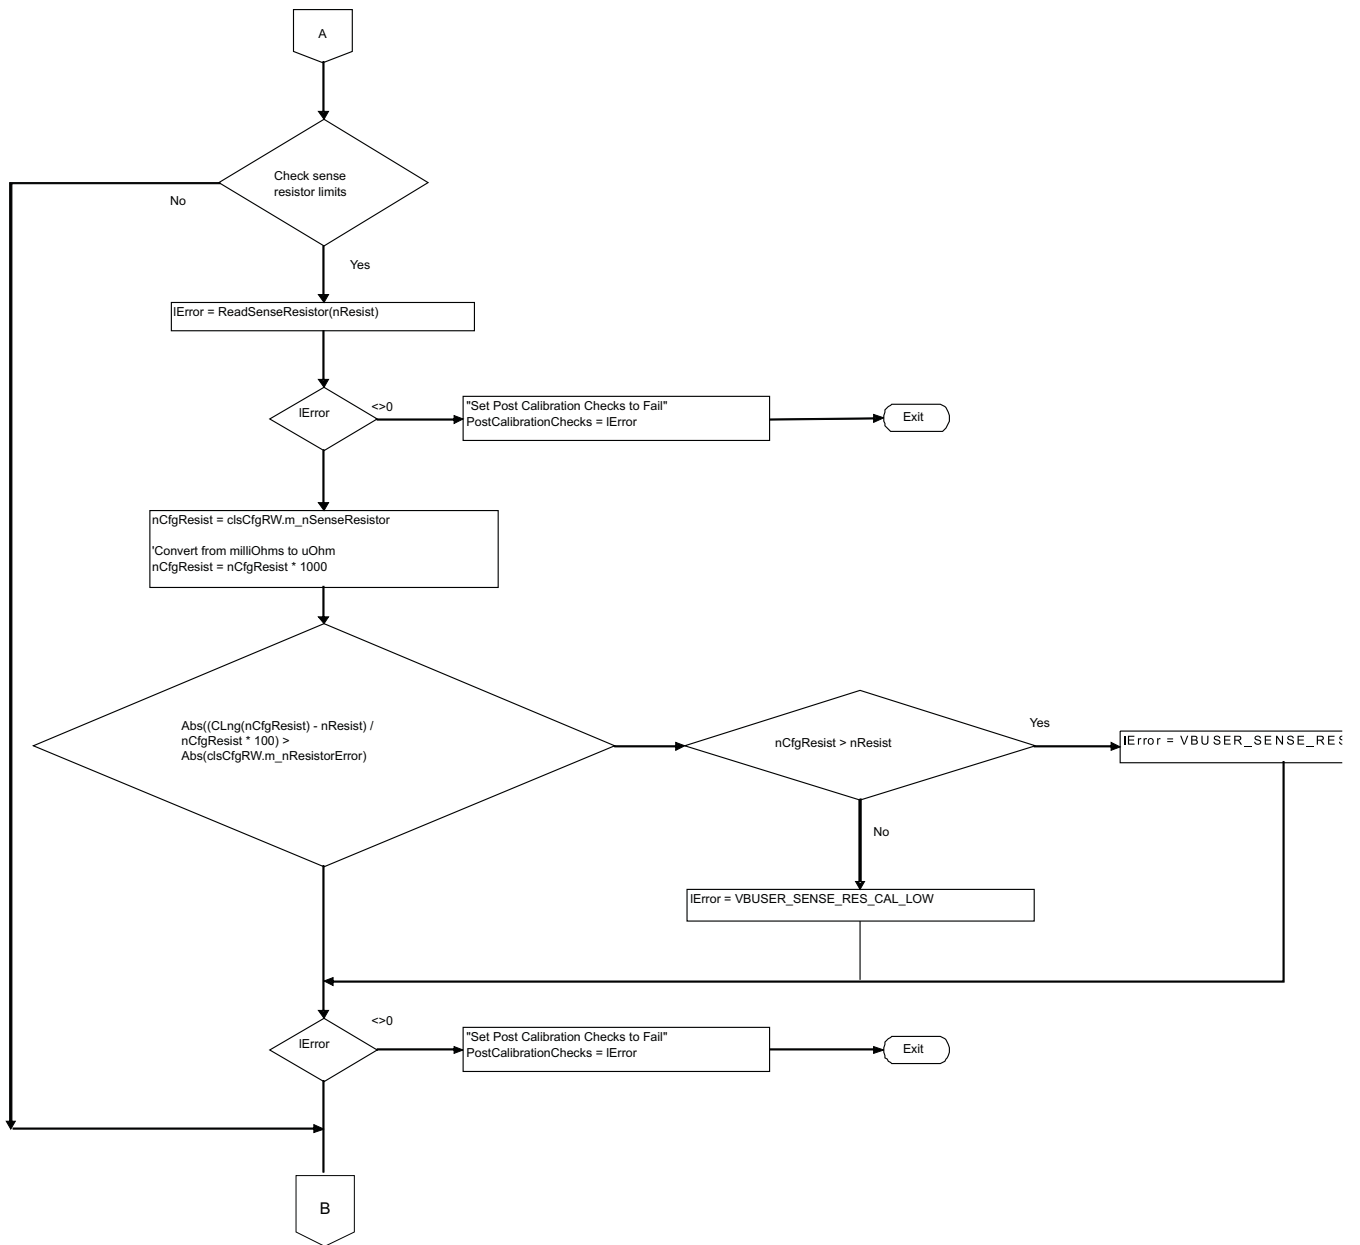 A
Check sense
resistor limits
No
Yes
lError = ReadSenseResistor(nResist)
lError
<>0
"Set Post Calibration Checks to Fail"
PostCalibrationChecks = lError
Exit
nCfgResist = clsCfgRW.m_nSenseResistor
'Convert from milliOhms to uOhm
nCfgResist = nCfgResist * 1000
Abs((CLng(nCfgResist) - nResist) /
nCfgResist * 100) >
Abs(clsCfgRW.m_nResistorError)
nCfgResist > nResist
Yes
lError = VBUSER_SENSE_RES
No
lError = VBUSER_SENSE_RES_CAL_LOW
lError
<>0
"Set Post Calibration Checks to Fail"
PostCalibrationChecks = lError
Exit
B